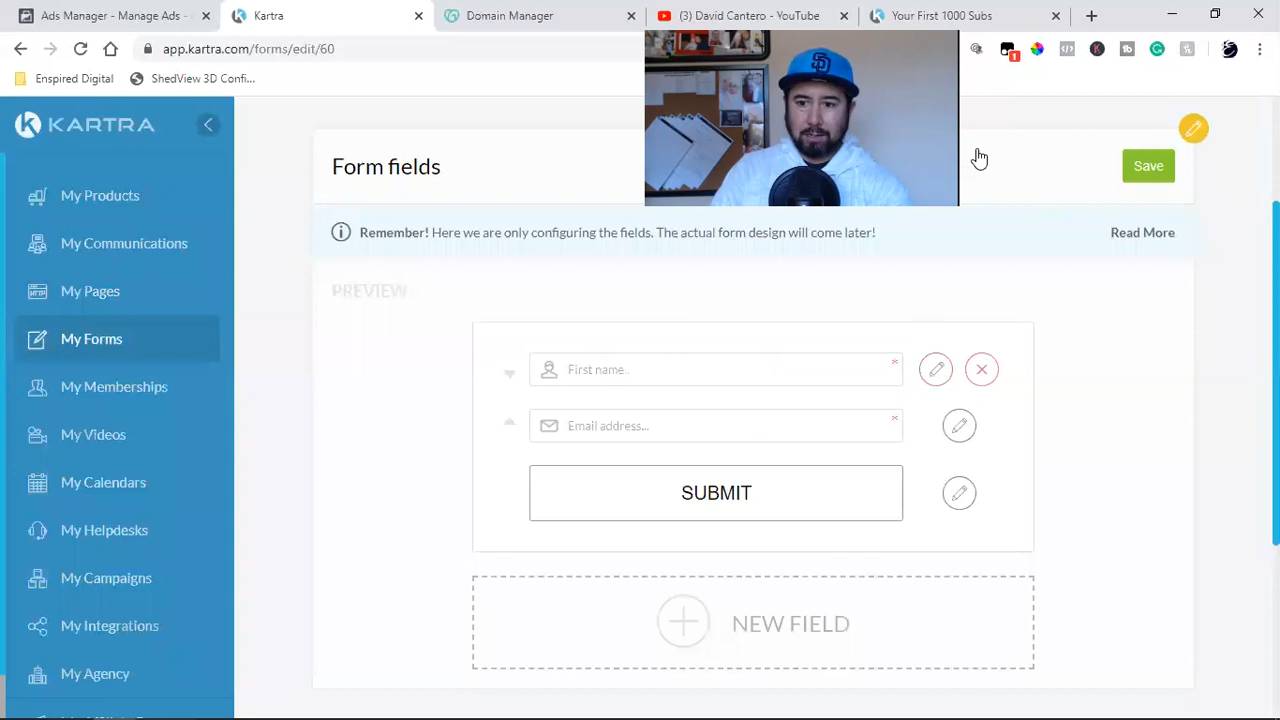 Ads Manager - Manage Ads -
Kartra
Domain Manager
(3) David Cantero - YouTube
Your First 1000 Subs
app.kartra.com/forms/edit/60
1
Enspired Digital
ShedView 3D Confi...
KARTRA
My Products
My Communications
My Pages
My Forms
My Memberships
My Videos
My Calendars
My Helpdesks
My Campaigns
My Integrations
My Agency
Form fields
SD
Save
Remember! Here we are only configuring the fields. The actual form design will come later!
Read More
PREVIEW
First name..
*
Email address...
*
SUBMIT
NEW FIELD